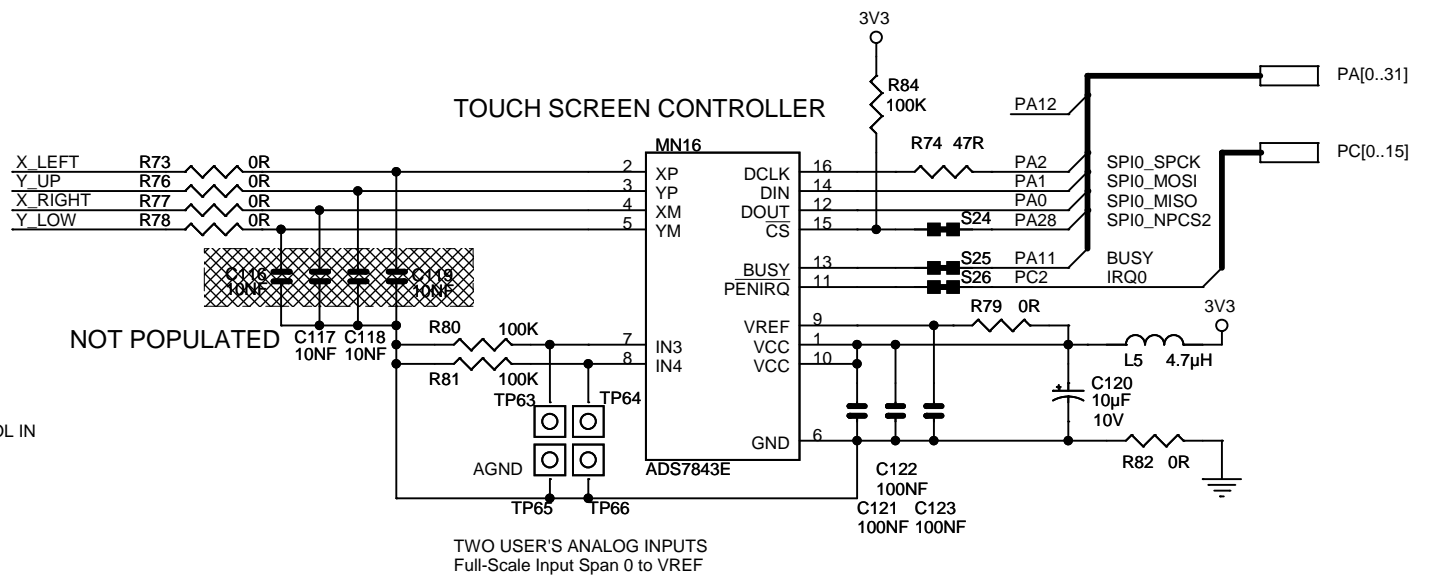 3V3
PA[0..31]
R84
100K
TOUCH SCREEN CONTROLLER
PA12
MN16
R74 47R
PC[0..15]
X_LEFT R73 0R 2 XP DCLK 16 PA2 SPI0_SPCK
Y_UP R76 0R 3 YP DIN 14 PA1 SPI0_MOSI
X_RIGHT R77 0R 4 XM DOUT 12 PA0 SPI0_MISO
Y_LOW R78 0R 5 YM CS 15 S24 PA28 SPI0_NPCS2
C116 C119
10NF 10NF
BUSY 13 S25 PA11 BUSY
PENIRQ 11 S26 PC2 IRQ0
R79 0R 3V3
NOT POPULATED
C117 C118
10NF 10NF
R80 100K 7 IN3
R81 100K 8 IN4
VREF 9
VCC 1
VCC 10
L5 4.7µH
TP63 TP64
+ C120
10µF
10V
OL IN
AGND
GND 6
ADS7843E
R82 0R
TP65 TP66
C122
100NF
C121 C123
100NF 100NF
TWO USER'S ANALOG INPUTS
Full-Scale Input Span 0 to VREF